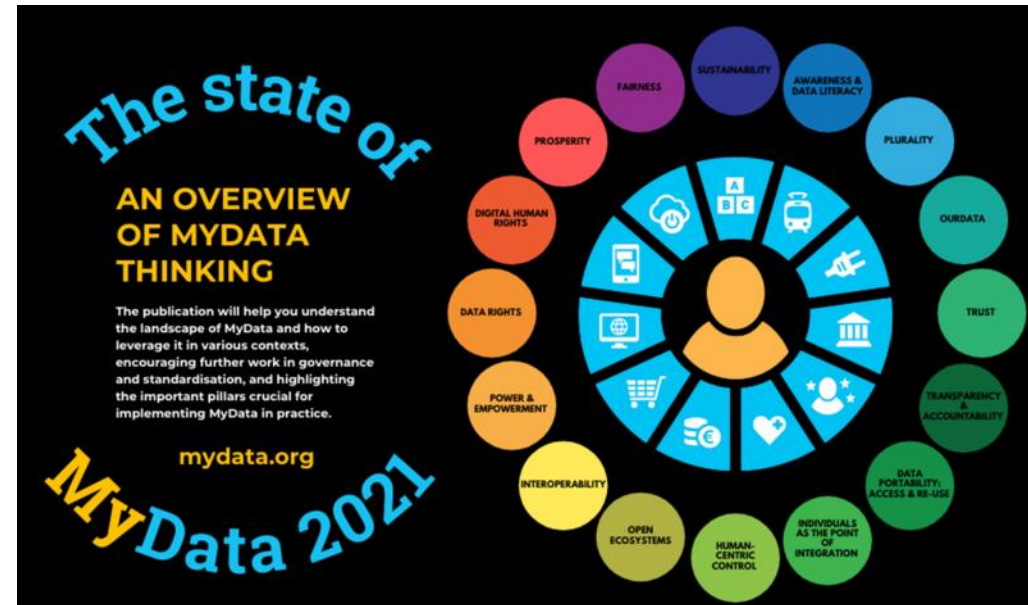 The state of
AN OVERVIEW
OF MYDATA
THINKING
The publication will help you understand
the landscape of MyData and how to
leverage it in various contexts,
encouraging further work in governance
and standardisation, and highlighting
the important pillars crucial for
implementing MyData in practice.
mydata.org
MyData 2021
SUSTAINABILITY
AWARENESS &
DATA LITERACY
PLURALITY
OURDATA
TRUST
TRANSPARENCY
&
ACCOUNTABILITY
DATA
PORTABILITY:
ACCESS & RE-USE
INDIVIDUALS
AS THE POINT
OF
INTEGRATION
HUMAN-
CENTRIC
CONTROL
OPEN
ECOSYSTEMS
INTEROPERABILITY
POWER &
EMPOWERMENT
DATA RIGHTS
DIGITAL HUMAN
RIGHTS
PROSPERITY
FAIRNESS
A
B C
€